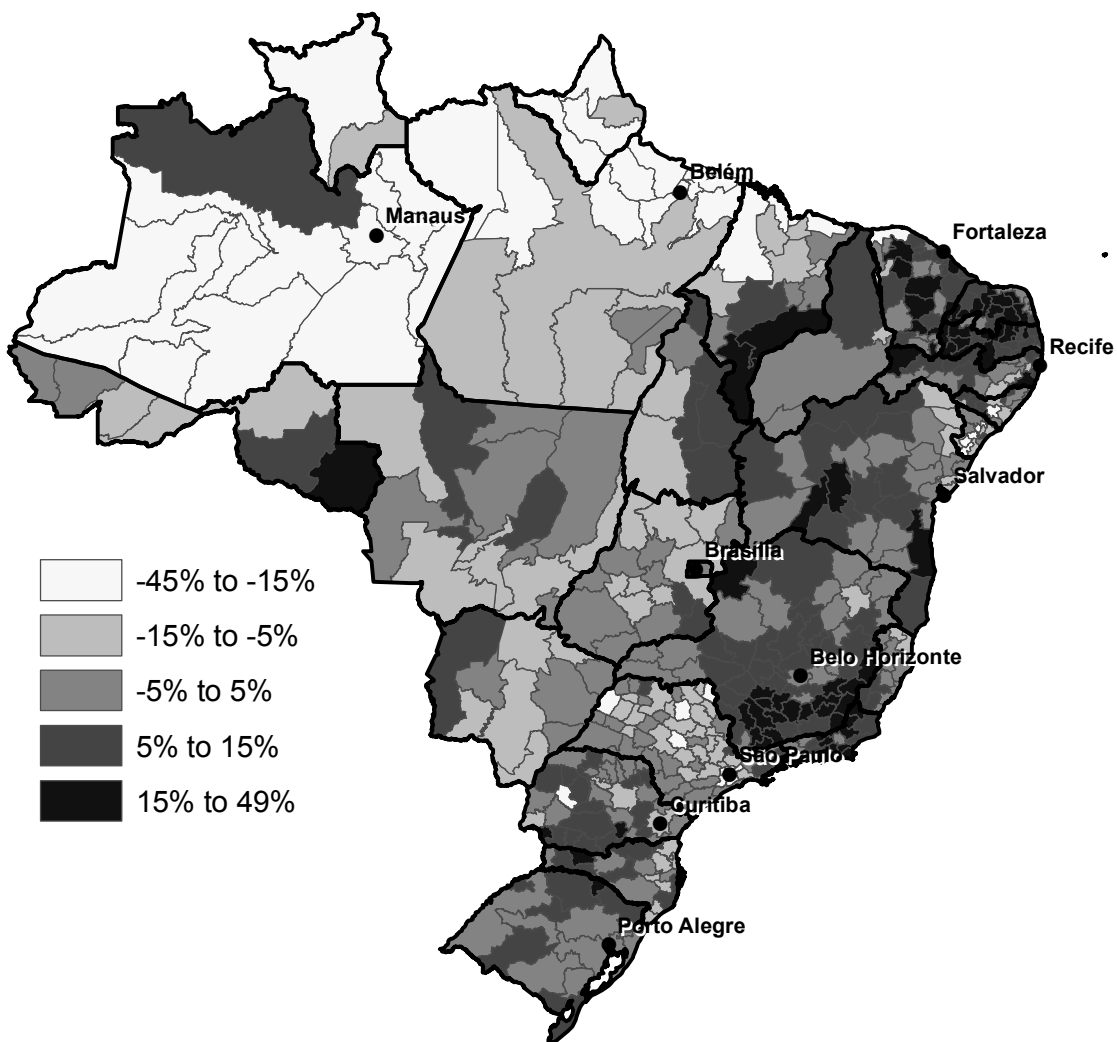 Belém
Manaus
Fortaleza
Recife
Salvador
Brasília
-45% to -15%
-15% to -5%
-5% to 5%
5% to 15%
15% to 49%
Belo Horizonte
São Paulo
Curitiba
Porto Alegre